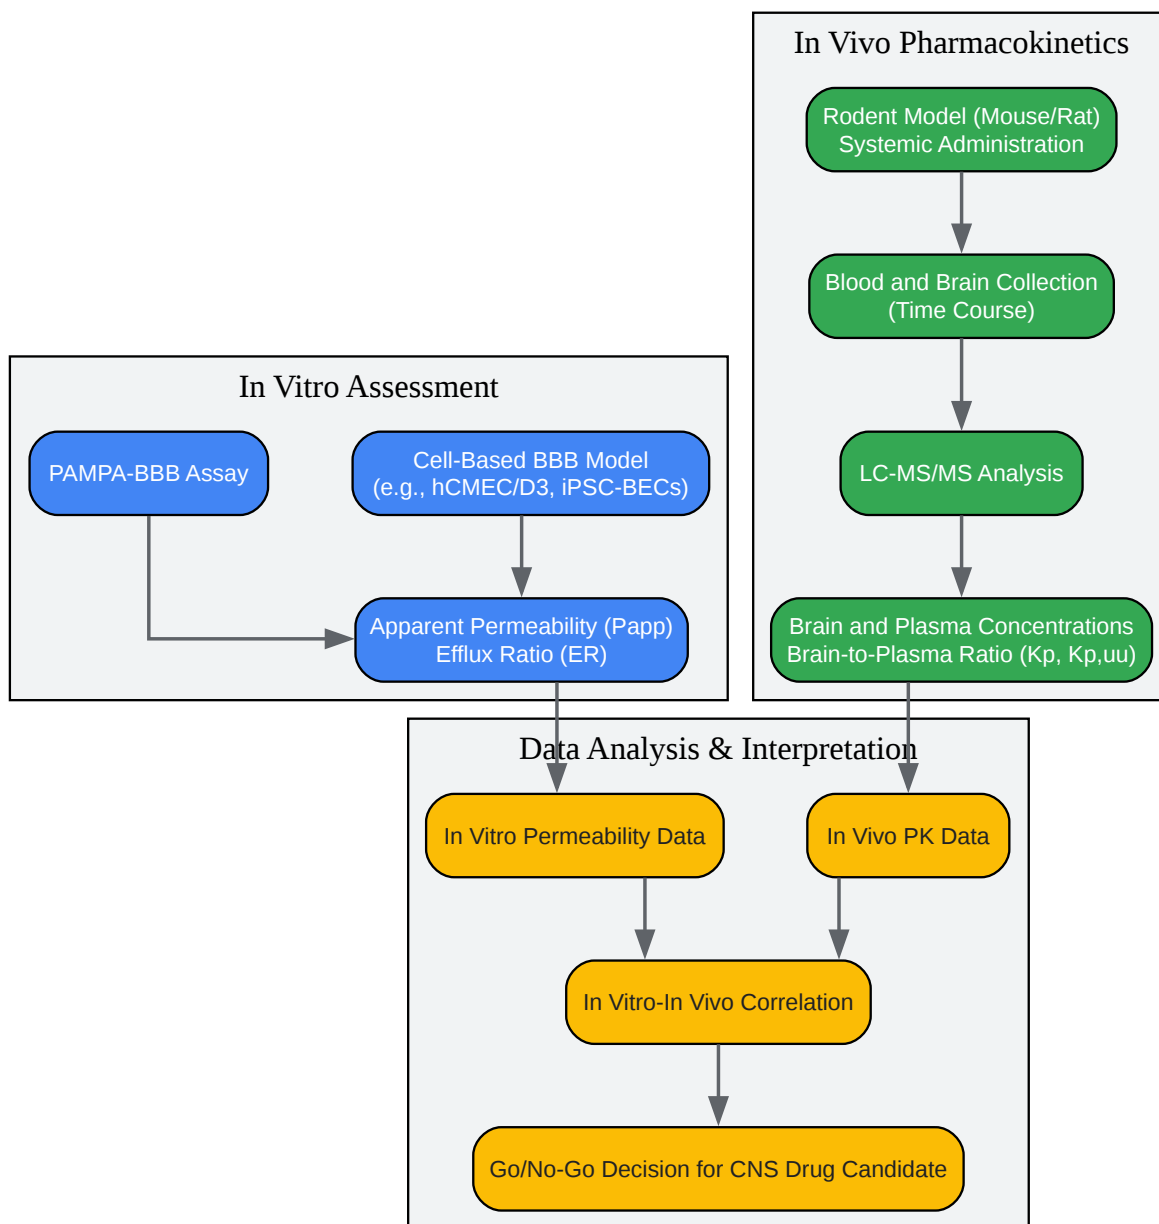 In Vivo Pharmacokinetics
Rodent Model (Mouse/Rat)
Systemic Administration
Blood and Brain Collection
(Time Course)
LC-MS/MS Analysis
Brain and Plasma Concentrations
Brain-to-Plasma Ratio (Kp, Kp,uu)
In Vitro Assessment
PAMPA-BBB Assay
Cell-Based BBB Model
(e.g., hCMEC/D3, iPSC-BECs)
Apparent Permeability (Papp)
Efflux Ratio (ER)
Data Analysis & Interpretation
In Vitro Permeability Data
In Vivo PK Data
In Vitro-In Vivo Correlation
Go/No-Go Decision for CNS Drug Candidate